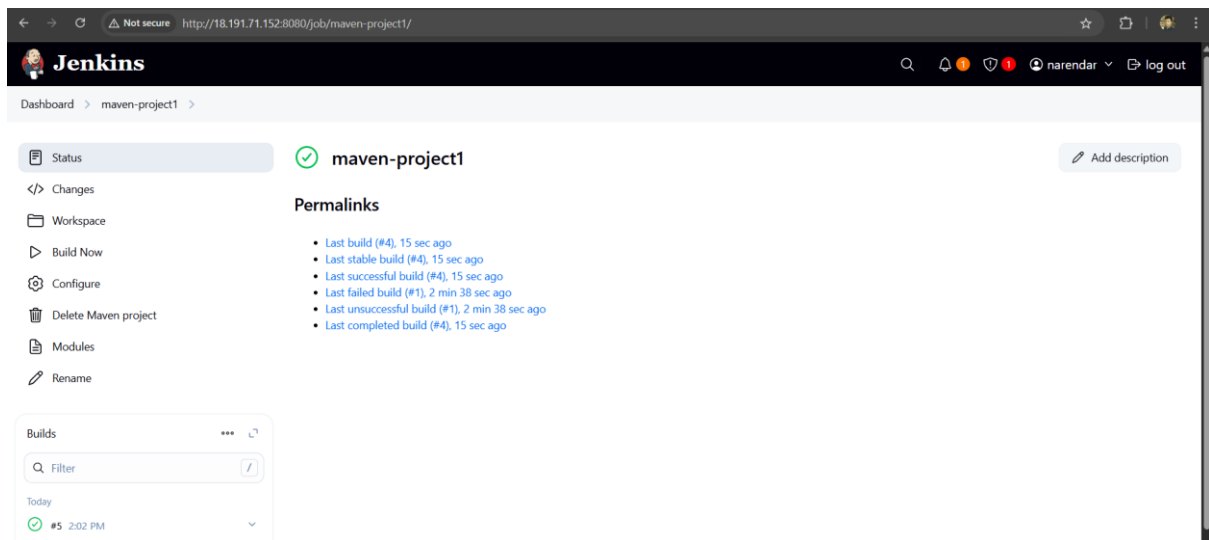 Not secure http://18.191.71.152:8080/job/maven-project1/
Jenkins
1 1 narendar log out
Dashboard > maven-project1 >
Status
maven-project1
Add description
</> Changes
Permalinks
Workspace
Last build (#4), 15 sec ago
Build Now
Last stable build (#4), 15 sec ago
Last successful build (#4), 15 sec ago
Configure
Last failed build (#1), 2 min 38 sec ago
Delete Maven project
Last unsuccessful build (#1), 2 min 38 sec ago
Last completed build (#4), 15 sec ago
Modules
Rename
Builds
Filter /
Today
#5 2:02 PM